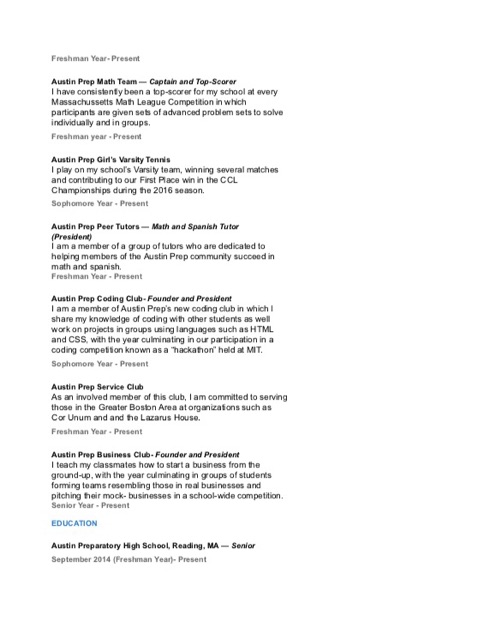 Freshman Year- Present
Austin Prep Math Team — Captain and Top-Scorer
I have consistently been a top-scorer for my school at every
Massachussetts Math League Competition in which
participants are given sets of advanced problem sets to solve
individually and in groups.
Freshman year - Present
Austin Prep Girl's Varsity Tennis
I play on my school's Varsity team, winning several matches
and contributing to our First Place win in the CCL
Championships during the 2016 season.
Sophomore Year - Present
Austin Prep Peer Tutors — Math and Spanish Tutor
(President)
I am a member of a group of tutors who are dedicated to
helping members of the Austin Prep community succeed in
math and spanish.
Freshman Year - Present
Austin Prep Coding Club- Founder and President
I am a member of Austin Prep's new coding club in which I
share my knowledge of coding with other students as well
work on projects in groups using languages such as HTML
and CSS, with the year culminating in our participation in a
coding competition known as a "hackathon" held at MIT.
Sophomore Year - Present
Austin Prep Service Club
As an involved member of this club, I am committed to serving
those in the Greater Boston Area at organizations such as
Cor Unum and and the Lazarus House.
Freshman Year - Present
Austin Prep Business Club- Founder and President
I teach my classmates how to start a business from the
ground-up, with the year culminating in groups of students
forming teams resembling those in real businesses and
pitching their mock- businesses in a school-wide competition.
Senior Year - Present
EDUCATION
Austin Preparatory High School, Reading, MA — Senior
September 2014 (Freshman Year)- Present